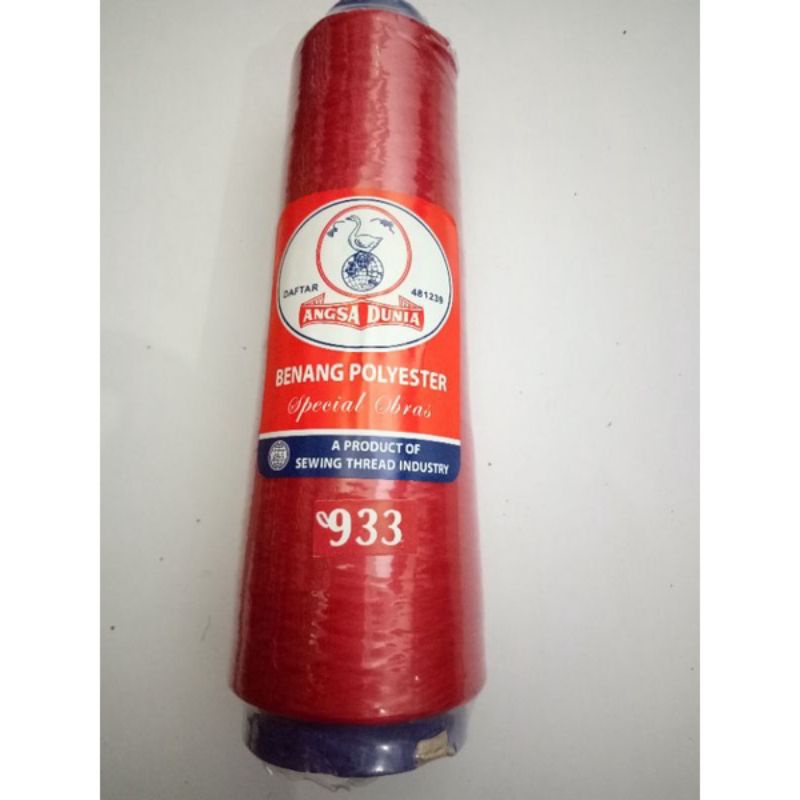 DAFTAR 481239
ANGSA DUNIA
BENANG POLYESTER
Special Obras
A PRODUCT OF
SEWING THREAD INDUSTRY
933